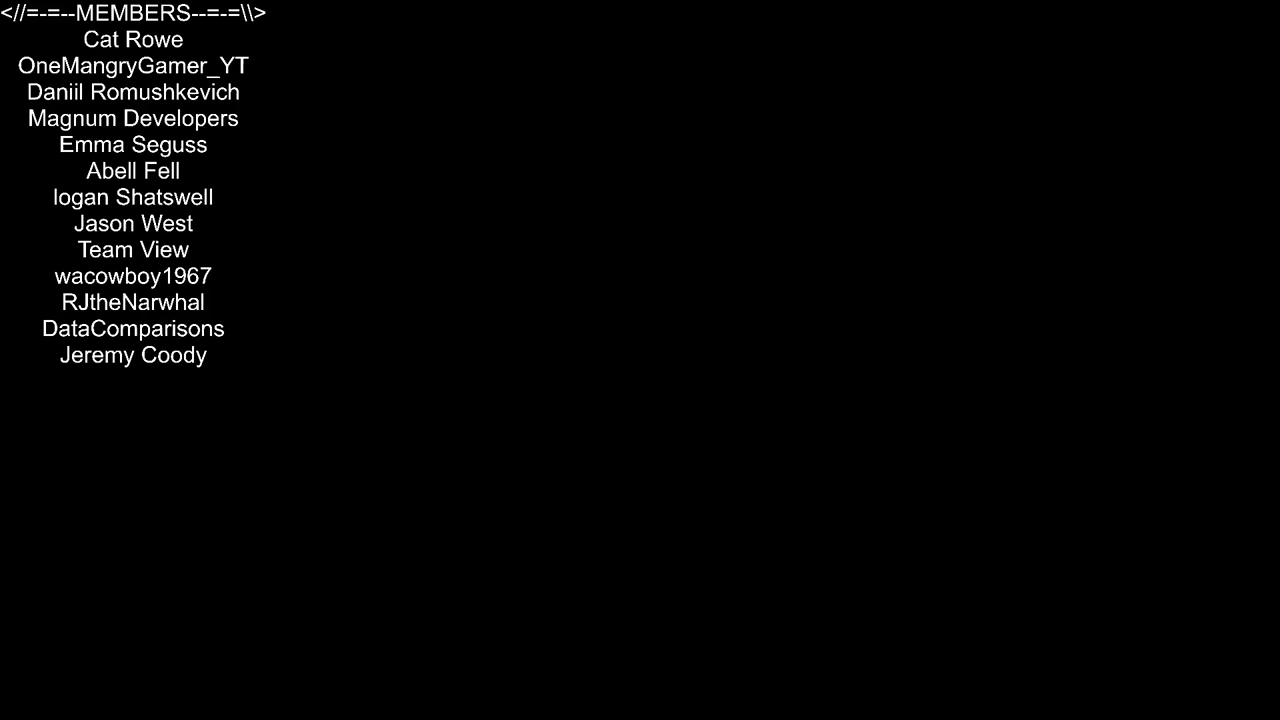 <//=-=--MEMBERS--=-=\\>
Cat Rowe
OneMangryGamer_YT
Daniil Romushkevich
Magnum Developers
Emma Seguss
Abell Fell
logan Shatswell
Jason West
Team View
wacowboy1967
RJtheNarwhal
DataComparisons
Jeremy Coody